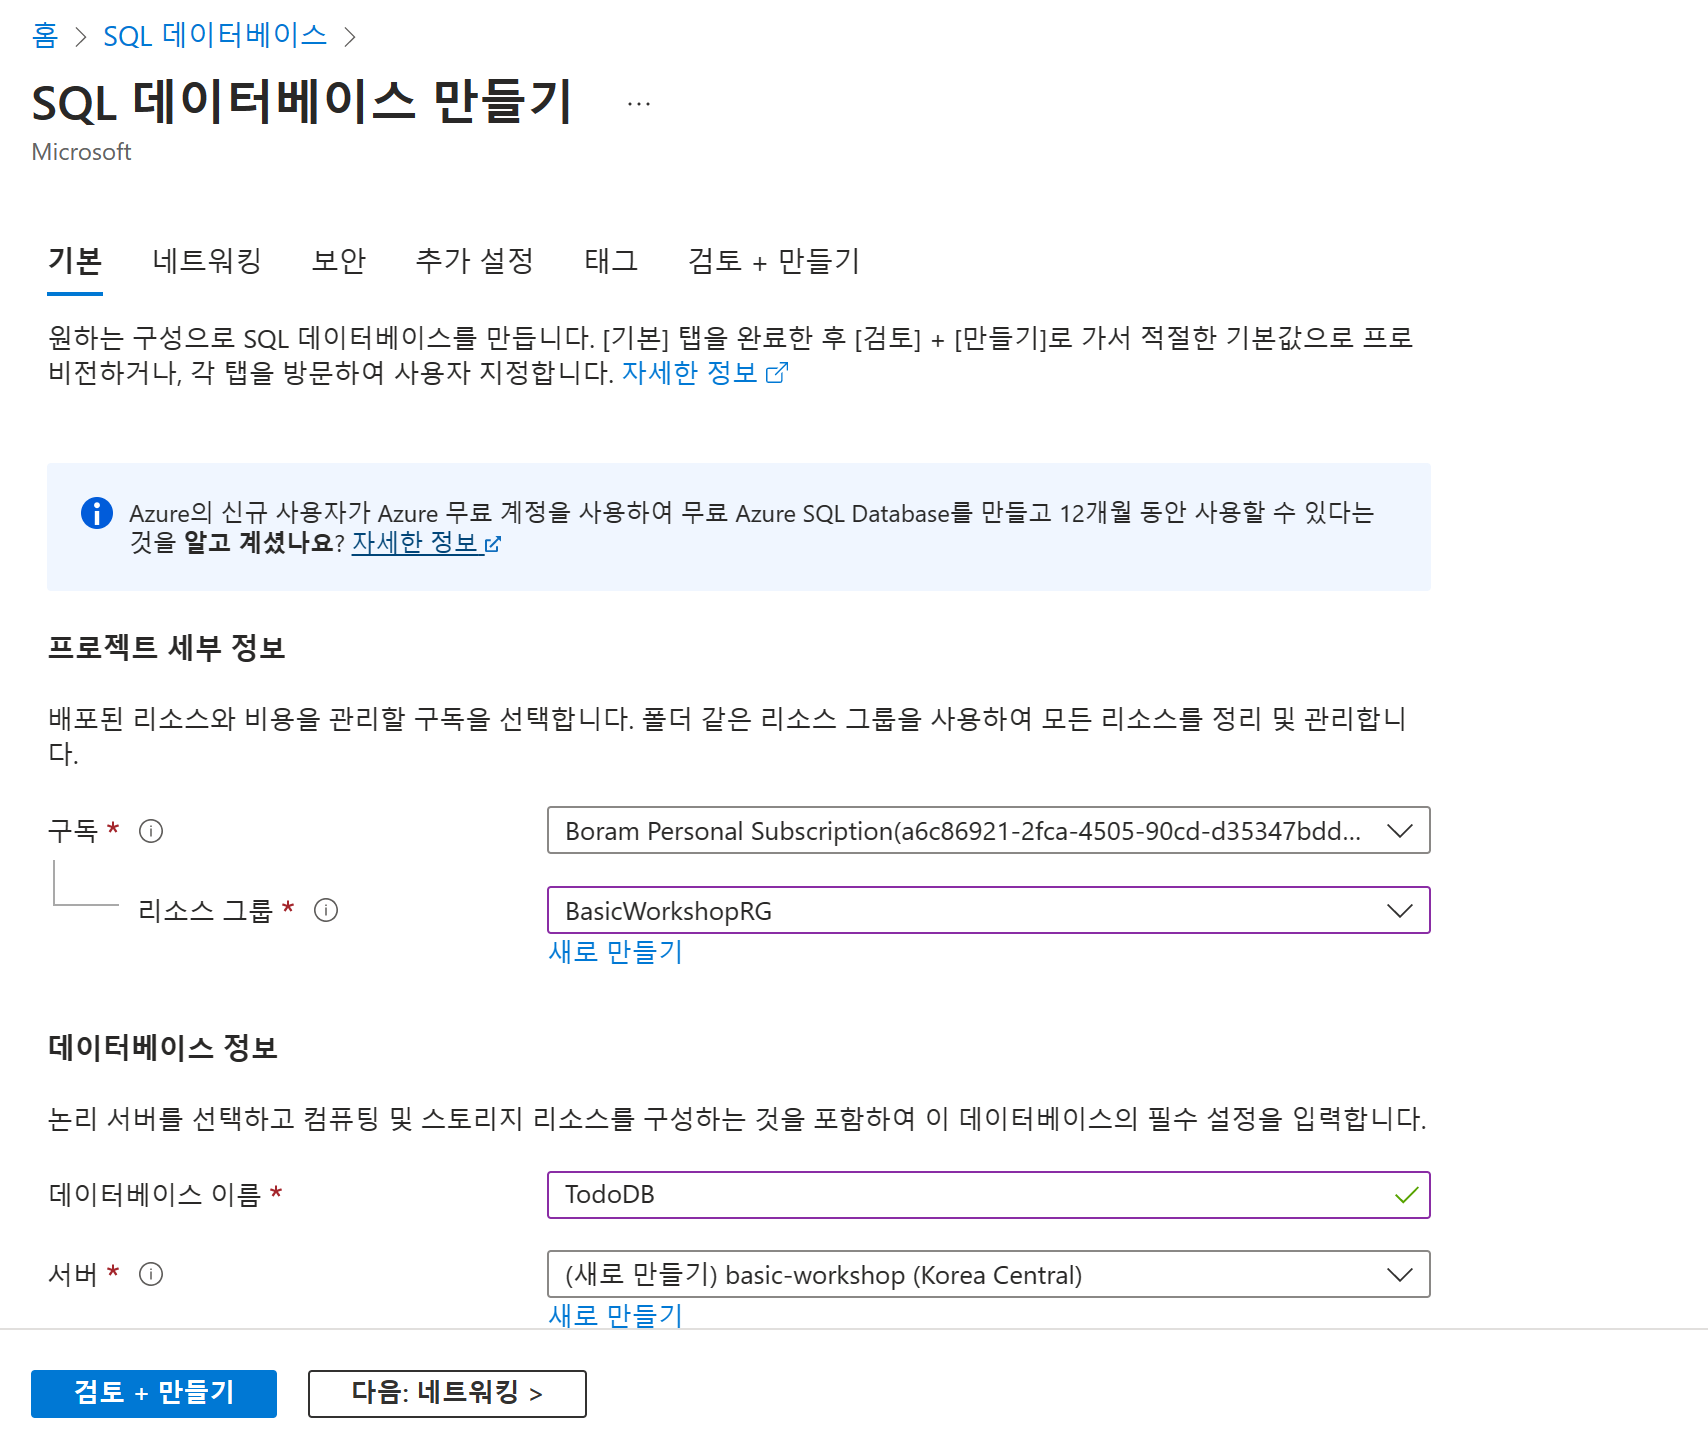 홈 > SQL 데이터베이스 >
SQL 데이터베이스 만들기 ...
Microsoft
기본 네트워킹 보안 추가 설정 태그 검토 + 만들기
원하는 구성으로 SQL 데이터베이스를 만듭니다. [기본] 탭을 완료한 후 [검토] + [만들기]로 가서 적절한 기본값으로 프로
비전하거나, 각 탭을 방문하여 사용자 지정합니다. 자세한 정보
Azure의 신규 사용자가 Azure 무료 계정을 사용하여 무료 Azure SQL Database를 만들고 12개월 동안 사용할 수 있다는
것을 알고 계셨나요? 자세한 정보
프로젝트 세부 정보
배포된 리소스와 비용을 관리할 구독을 선택합니다. 폴더 같은 리소스 그룹을 사용하여 모든 리소스를 정리 및 관리합니
다.
구독 * Boram Personal Subscription(a6c86921-2fca-4505-90cd-d35347bdd...
리소스 그룹 * BasicWorkshopRG
새로 만들기
데이터베이스 정보
논리 서버를 선택하고 컴퓨팅 및 스토리지 리소스를 구성하는 것을 포함하여 이 데이터베이스의 필수 설정을 입력합니다.
데이터베이스 이름 * TodoDB
서버 * (새로 만들기) basic-workshop (Korea Central)
새로 만들기
검토 + 만들기 다음: 네트워킹 >